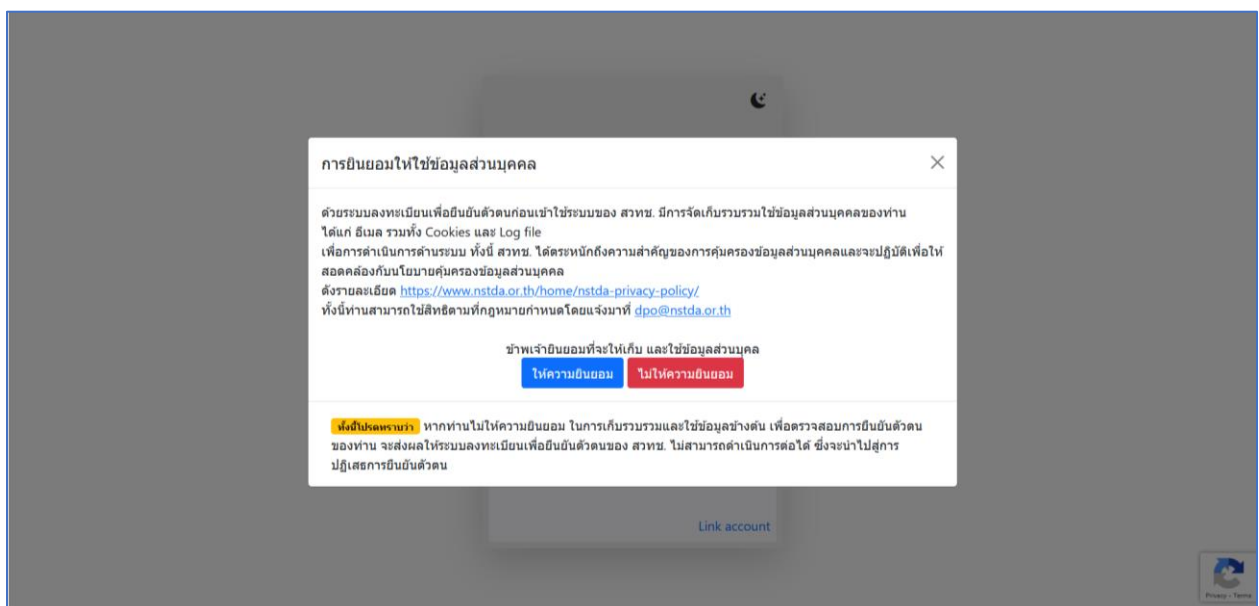 การยินยอมให้ใช้ข้อมูลส่วนบุคคล
ด้วยระบบลงทะเบียนเพื่อยืนยันตัวตนก่อนเข้าใช้ระบบของ สวทช. มีการจัดเก็บรวบรวมใช้ข้อมูลส่วนบุคคลของท่าน
ได้แก่ อีเมล รวมทั้ง Cookies และ Log file
เพื่อการดำเนินการด้านระบบ ทั้งนี้ สวทช. ได้ตระหนักถึงความสำคัญของการคุ้มครองข้อมูลส่วนบุคคลและจะปฏิบัติเพื่อให้
สอดคล้องกับนโยบายคุ้มครองข้อมูลส่วนบุคคล
ดังรายละเอียด https://www.nstda.or.th/home/nstda-privacy-policy/
ทั้งนี้ท่านสามารถใช้สิทธิตามที่กฎหมายกำหนดโดยแจ้งมาที่ dpo@nstda.or.th
ข้าพเจ้ายินยอมที่จะให้เก็บ และใช้ข้อมูลส่วนบุคล
ให้ความยินยอม ไม่ให้ความยินยอม
ทั้งนี้โปรดทราบว่า หากท่านไม่ให้ความยินยอม ในการเก็บรวบรวมและใช้ข้อมูลข้างต้น เพื่อตรวจสอบการยืนยันตัวตน
ของท่าน จะส่งผลให้ระบบลงทะเบียนเพื่อยืนยันตัวตนของ สวทช. ไม่สามารถดำเนินการต่อได้ ซึ่งจะนำไปสู่การ
ปฏิเสธการยืนยันตัวตน
Link account
Privacy - Terms